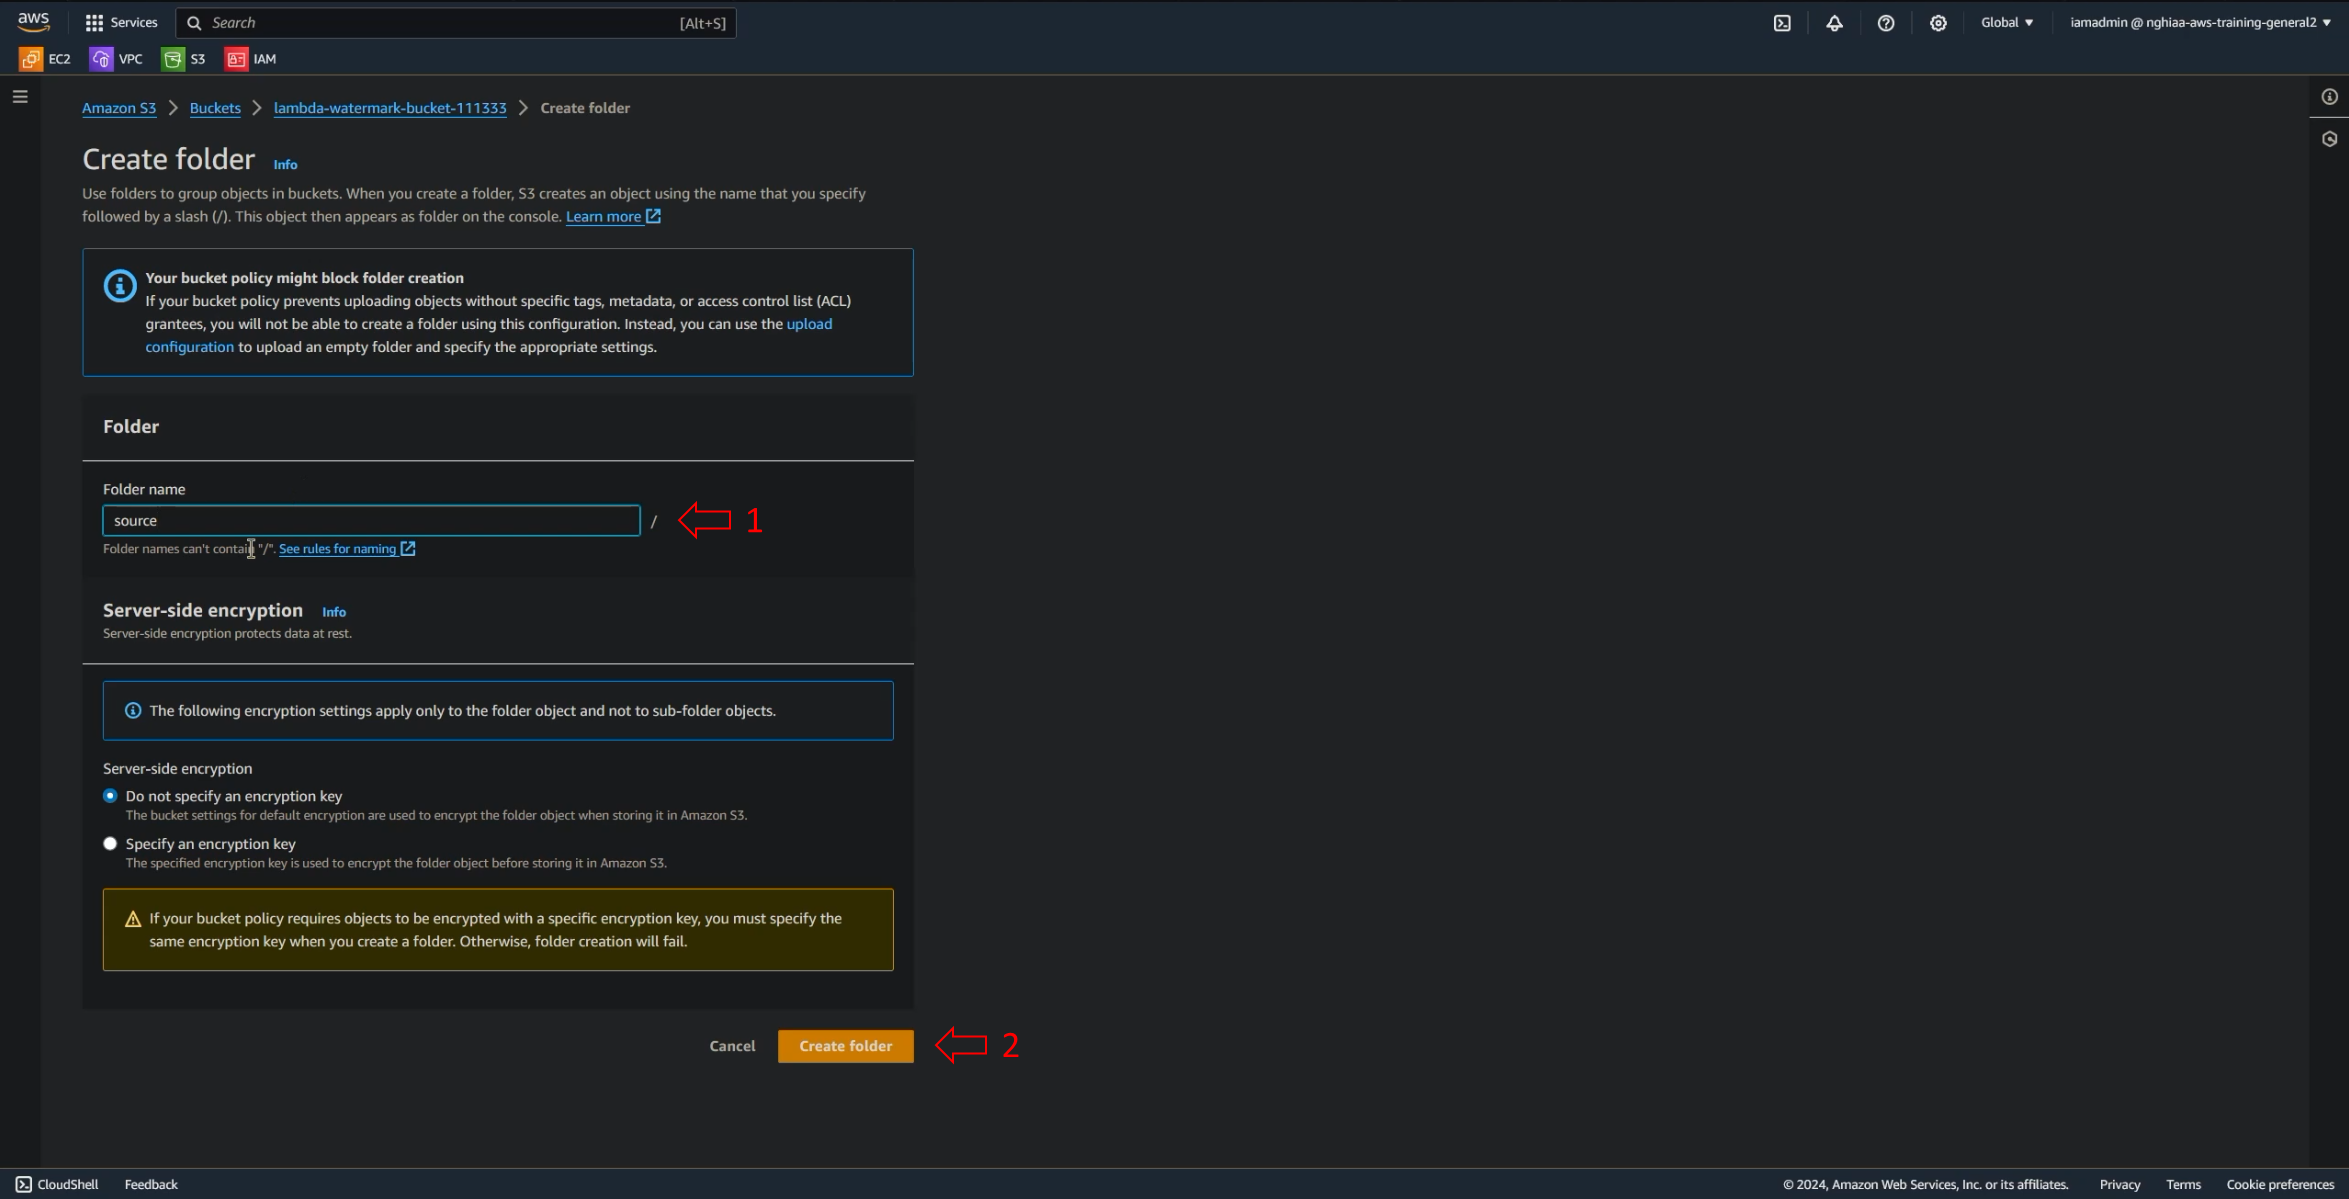 aws
Services
Search
[Alt+S]
Global
iamadmin @ nghiaa-aws-training-general2
EC2
VPC
S3
IAM
Amazon S3
Buckets
lambda-watermark-bucket-111333
Create folder
Create folder
Info
Use folders to group objects in buckets. When you create a folder, S3 creates an object using the name that you specify
followed by a slash (/). This object then appears as folder on the console. Learn more
Your bucket policy might block folder creation
If your bucket policy prevents uploading objects without specific tags, metadata, or access control list (ACL)
grantees, you will not be able to create a folder using this configuration. Instead, you can use the upload
configuration to upload an empty folder and specify the appropriate settings.
Folder
Folder name
source
/
1
Folder names can't contain "/". See rules for naming
Server-side encryption
Info
Server-side encryption protects data at rest.
The following encryption settings apply only to the folder object and not to sub-folder objects.
Server-side encryption
Do not specify an encryption key
The bucket settings for default encryption are used to encrypt the folder object when storing it in Amazon S3.
Specify an encryption key
The specified encryption key is used to encrypt the folder object before storing it in Amazon S3.
If your bucket policy requires objects to be encrypted with a specific encryption key, you must specify the
same encryption key when you create a folder. Otherwise, folder creation will fail.
Cancel
Create folder
2
CloudShell
Feedback
© 2024, Amazon Web Services, Inc. or its affiliates.
Privacy
Terms
Cookie preferences